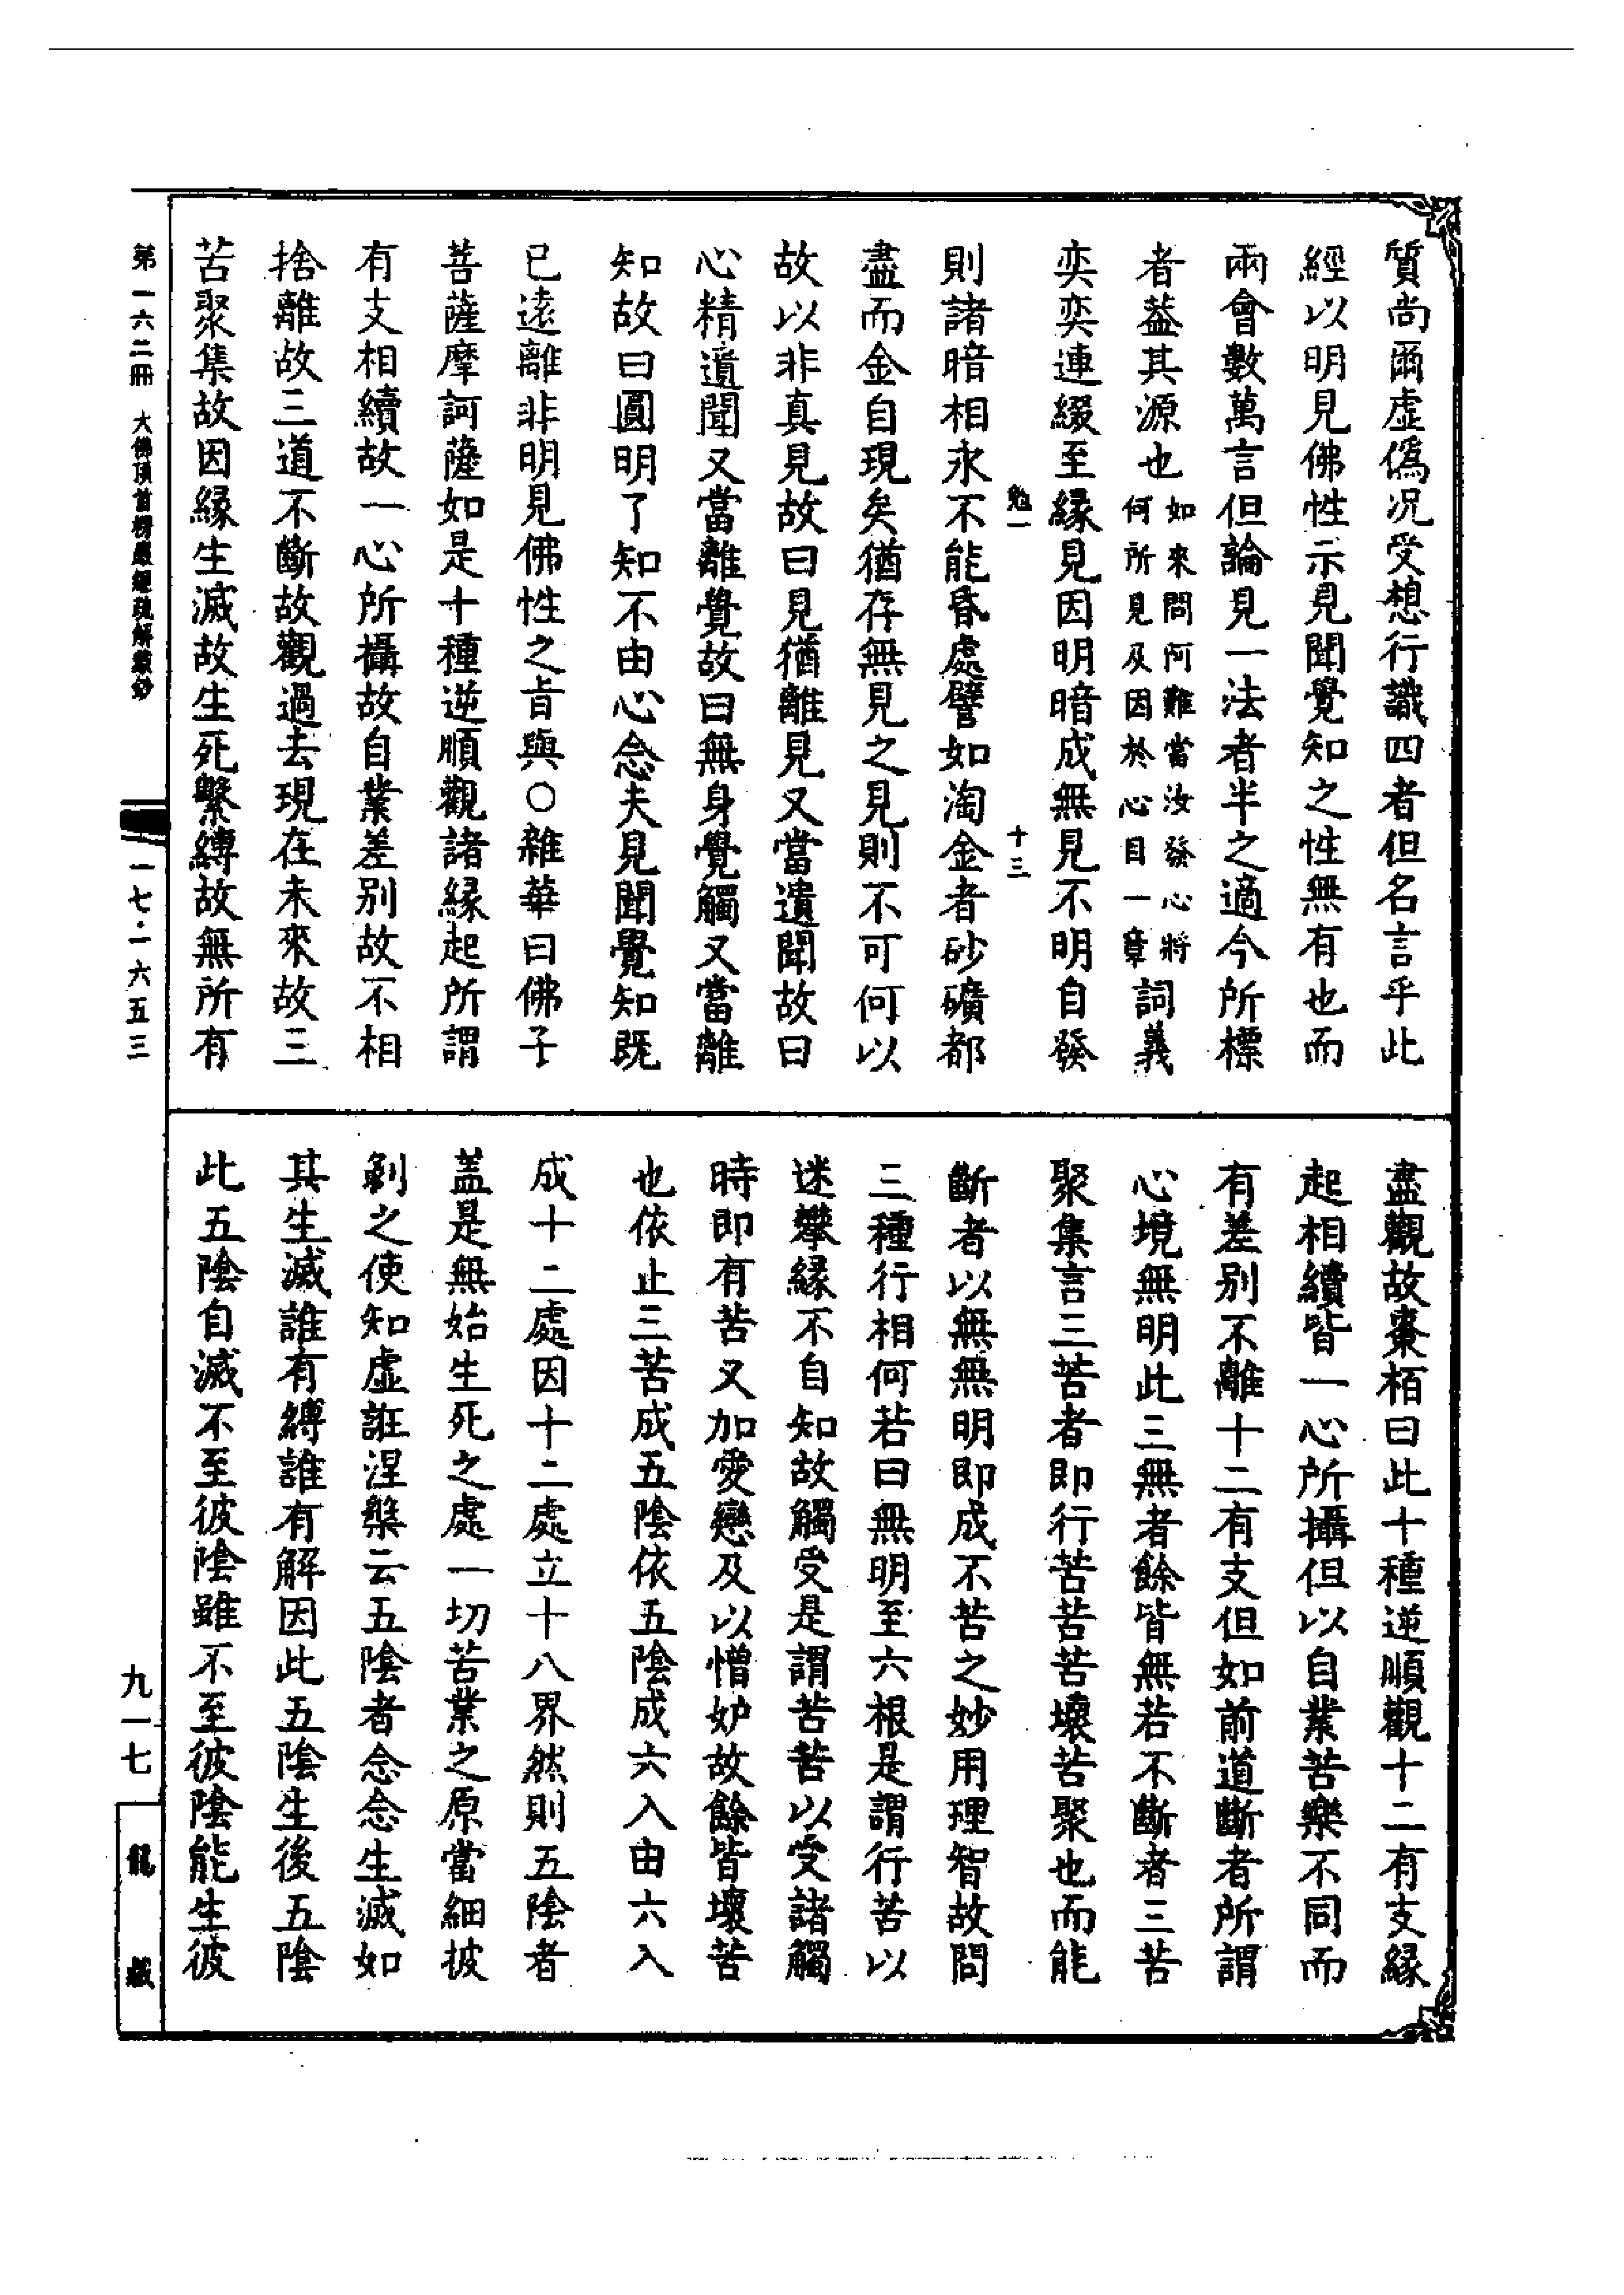 質尚爾虛偽况受想行識四者但名言乎此
經以明見佛性示見聞覺知之性無有也而
兩會數萬言但論見一法者半之適今所標
者葢其源也如來問阿難當汝發心將何所見及因於心目一章詞義
奕奕連綴至緣見因明暗成無見不明自發
勉一 十三
則諸暗相永不能昏處譬如淘金者砂礦都
盡而金自現矣猶存無見之見則不可何以
故以非真見故曰見猶離見又當遺聞故曰
心精遺聞又當離覺故曰無身覺觸又當離
知故曰圓明了知不由心念夫見聞覺知既
已遠離非明見佛性之旨與○雜華曰佛子
菩薩摩訶薩如是十種逆順觀諸緣起所謂
有支相續故一心所攝故自業差別故不相
捨離故三道不斷故觀過去現在未來故三
苦聚集故因緣生滅故生死繫縛故無所有
盡觀故棗栢曰此十種逆順觀十二有支緣
起相續皆一心所攝但以自業苦樂不同而
有差別不離十二有支但如前道斷者所謂
心境無明此三無者餘皆無若不斷者三苦
聚集言三苦者即行苦苦苦壞苦聚也而能
斷者以無無明即成不苦之妙用理智故問
三種行相何若曰無明至六根是謂行苦以
迷攀緣不自知故觸受是謂苦苦以受諸觸
時即有苦又加愛戀及以憎妒故餘皆壞苦
也依止三苦成五陰依五陰成六入由六入
成十二處因十二處立十八界然則五陰者
盖是無始生死之處一切苦業之原當細披
剝之使知虛誑涅槃云五陰者念念生滅如
其生滅誰有縛誰有解因此五陰生後五陰
此五陰自滅不至彼陰雖不至彼陰能生彼
第一六二冊 大佛頂首楞嚴經疏解蒙鈔 一七·一六五三
九一七
龍藏